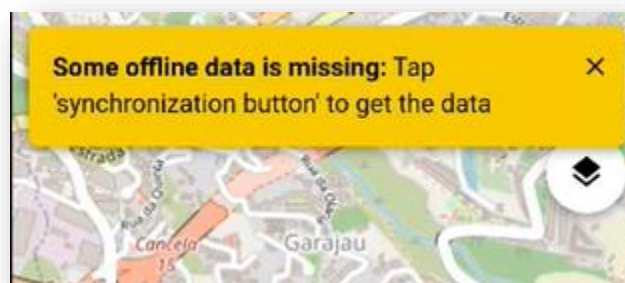 Some offline data is missing: Tap
'synchronization button' to get the data
Estrada
Rua da Quinta
Rua da Oliv
Cancela
15
Garajau